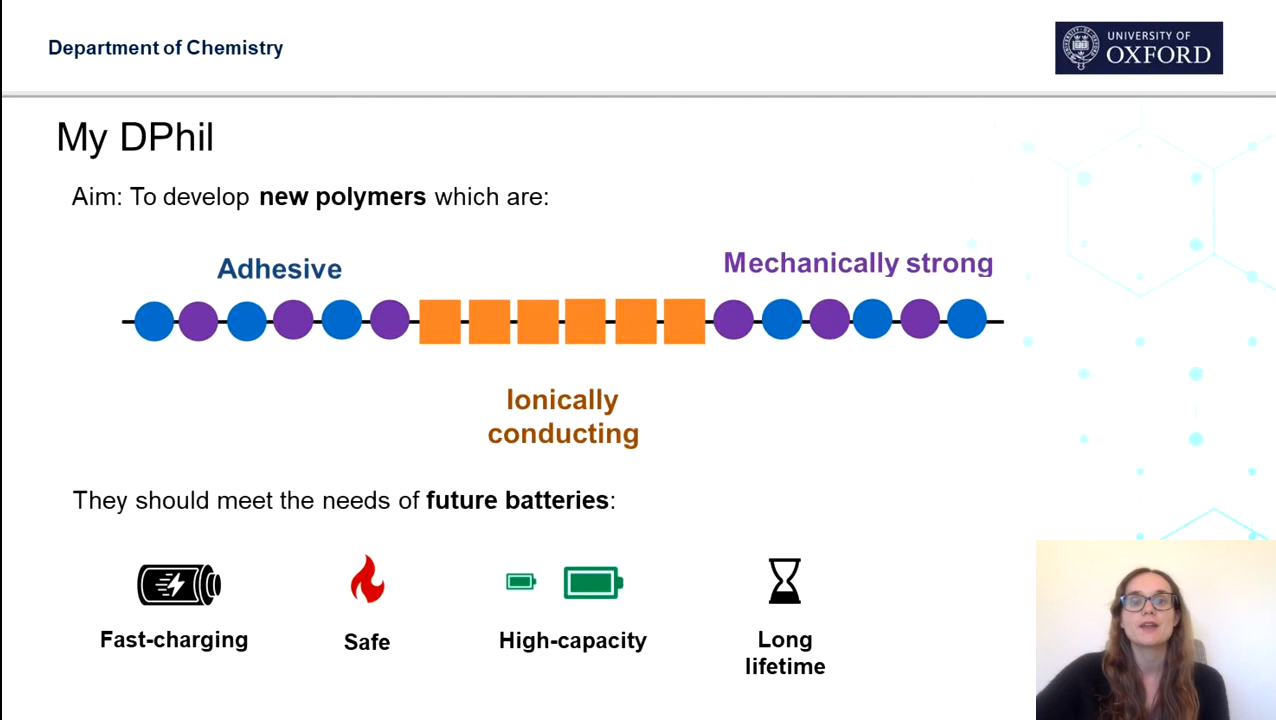 Department of Chemistry
UNIVERSITY OF
OXFORD
My DPhil
Aim: To develop new polymers which are:
Adhesive
Mechanically strong
Ionically
conducting
They should meet the needs of future batteries:
Fast-charging
Safe
High-capacity
Long
lifetime